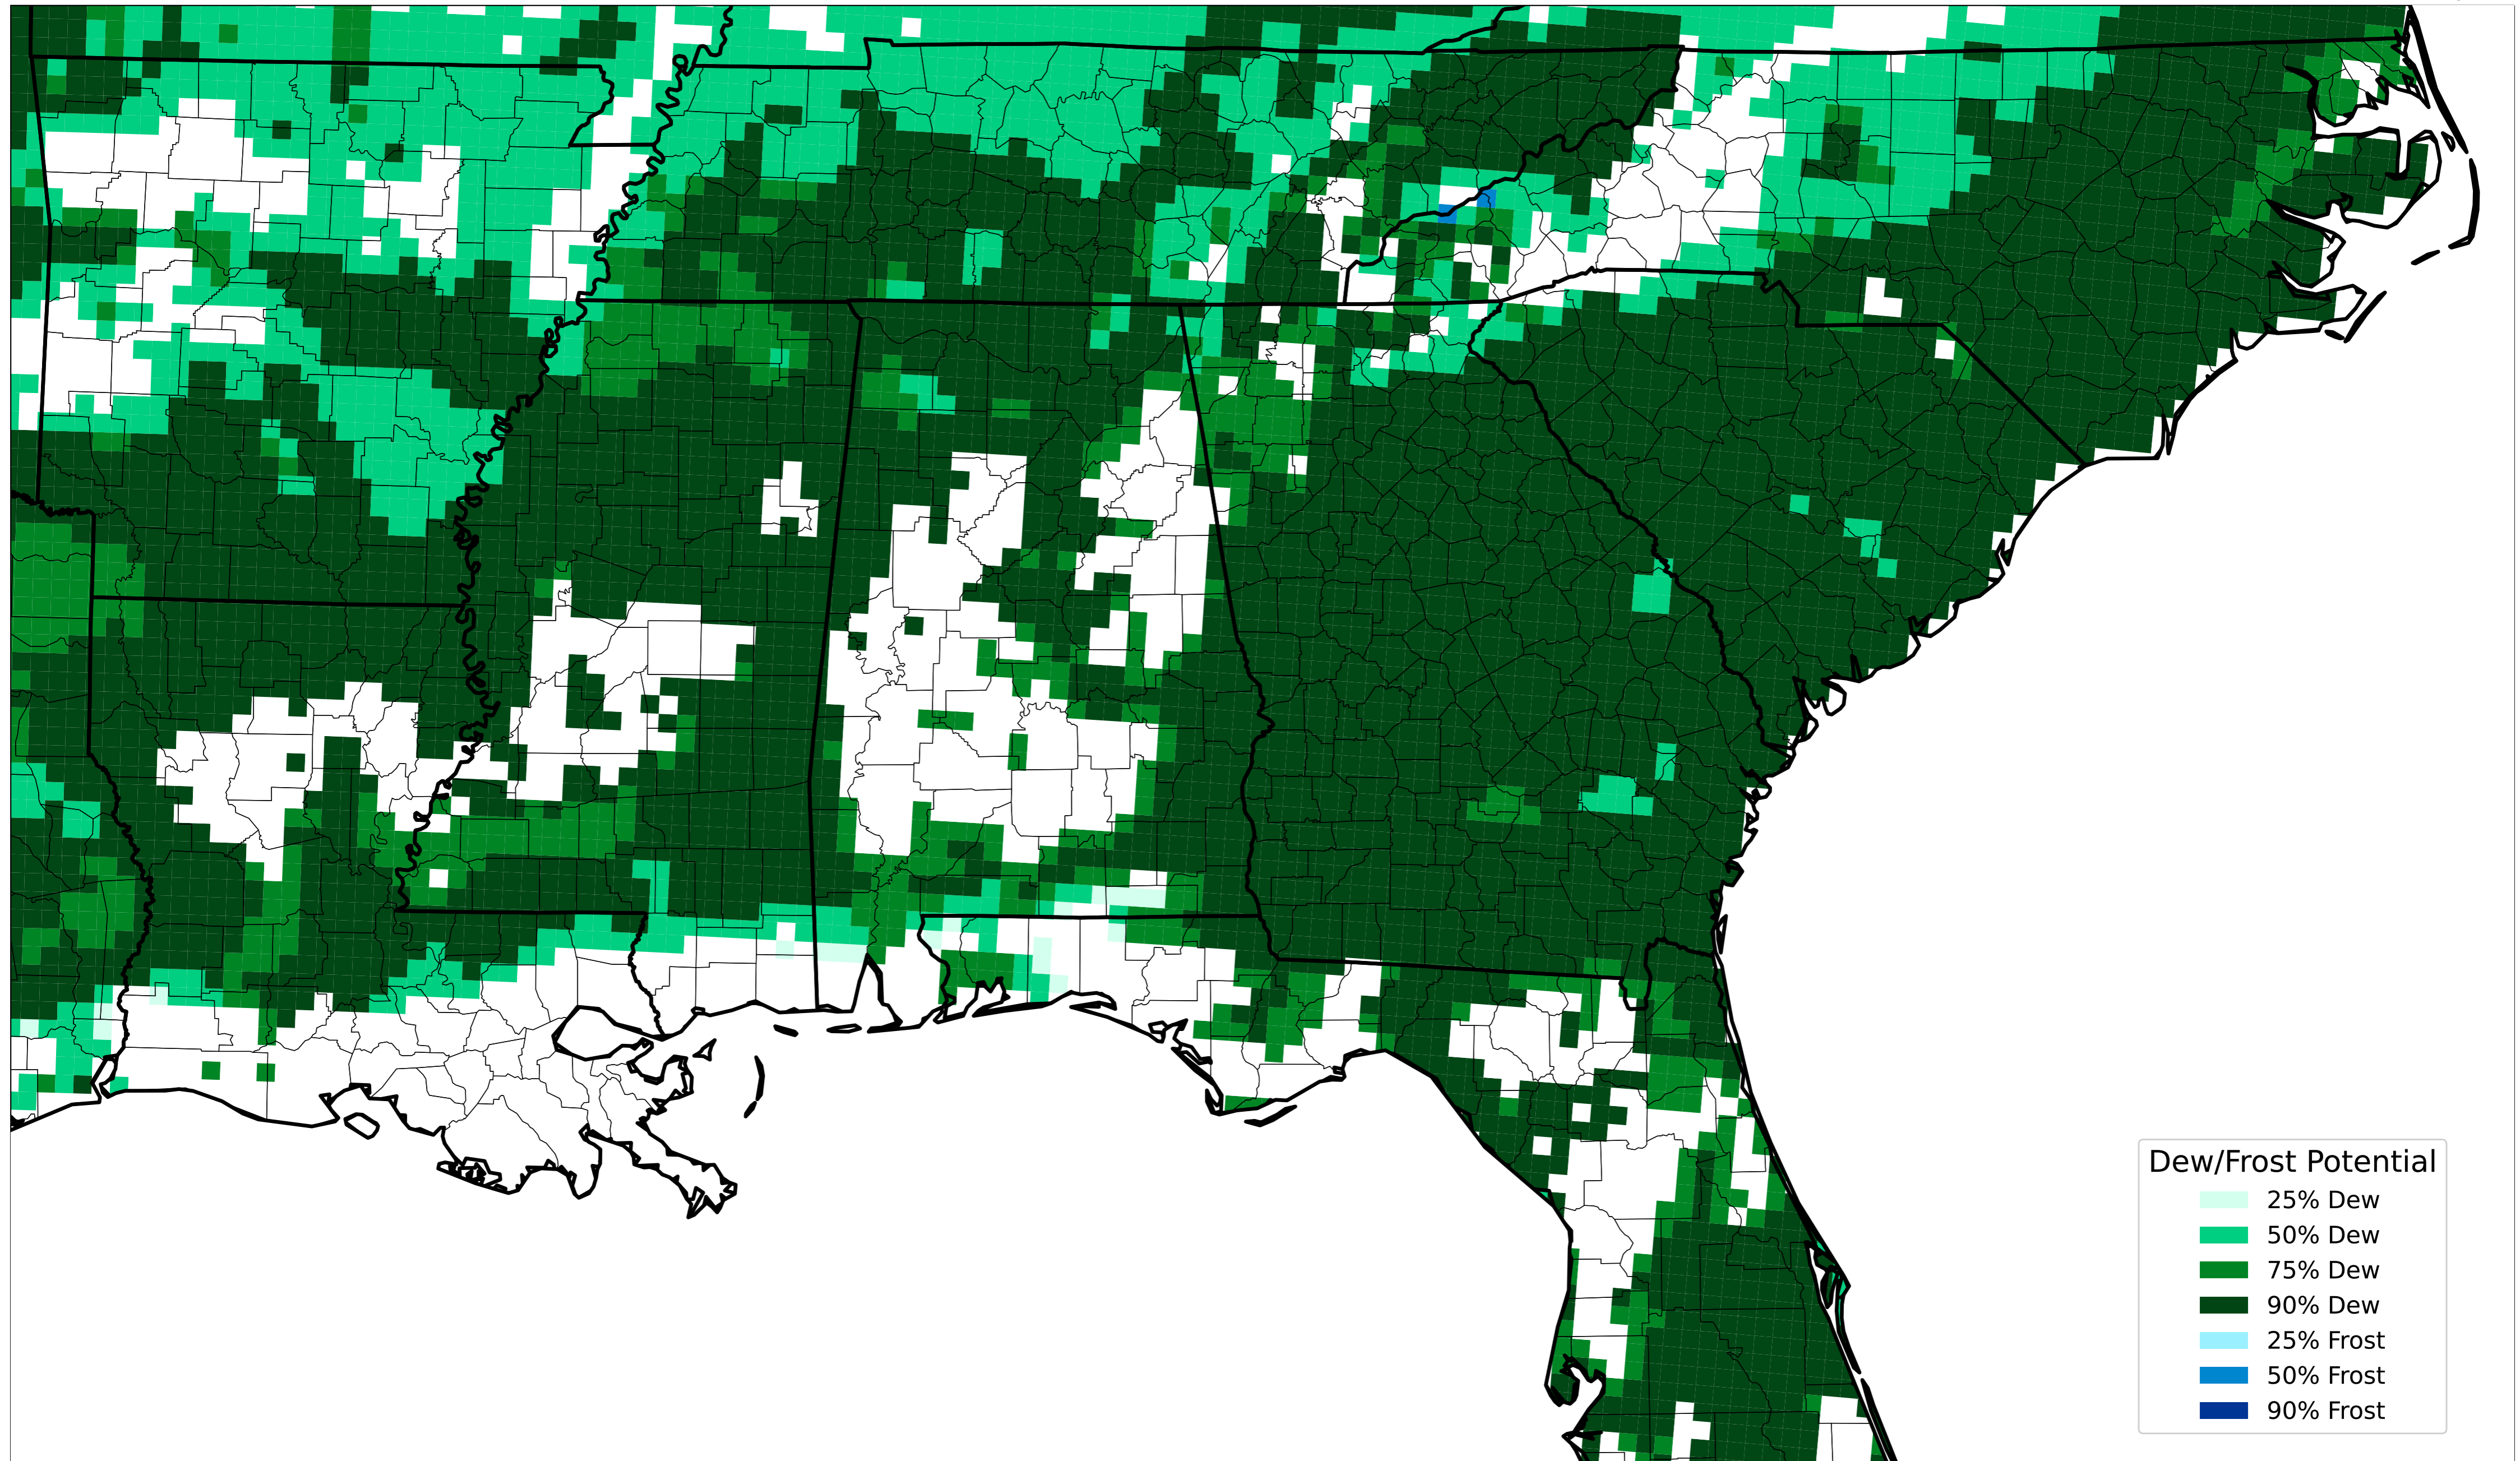 Dew/Frost Potential
25% Dew
50% Dew
75% Dew
90% Dew
25% Frost
50% Frost
90% Frost